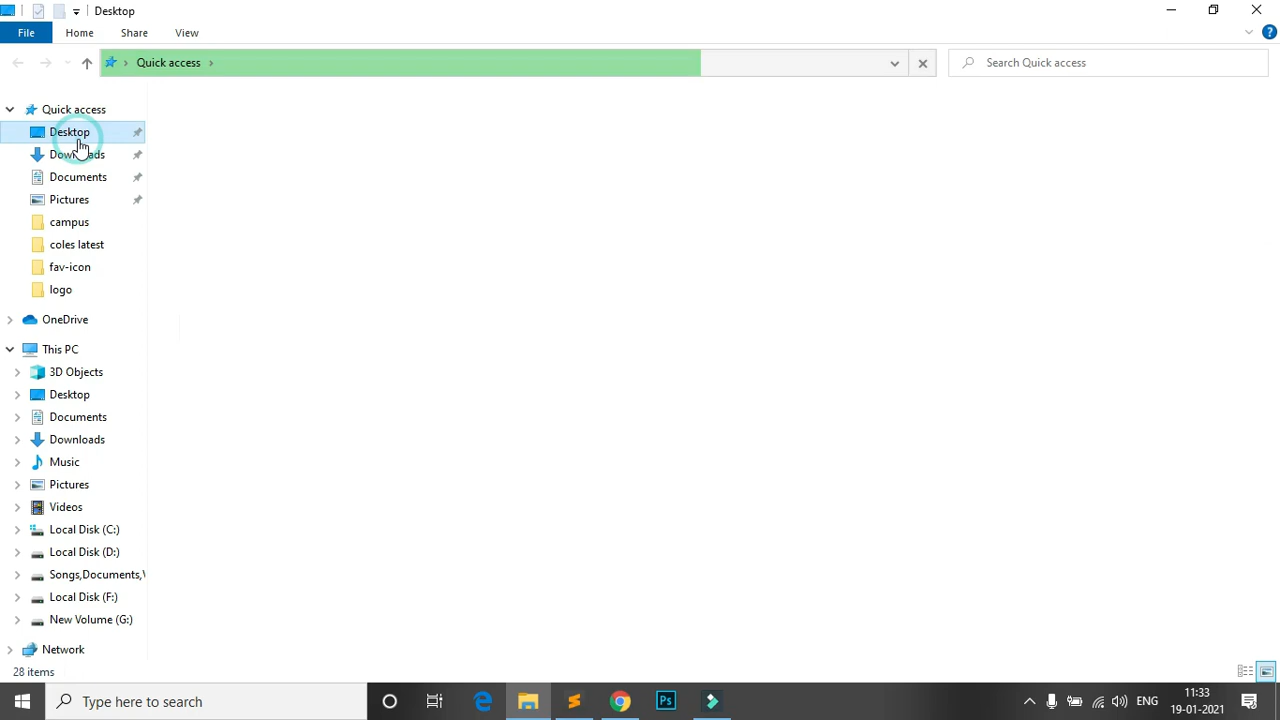 Desktop
File Home Share View
Quick access
Search Quick access
Quick access
Desktop
Downloads
Documents
Pictures
campus
coles latest
fav-icon
logo
OneDrive
This PC
3D Objects
Desktop
Documents
Downloads
Music
Pictures
Videos
Local Disk (C:)
Local Disk (D:)
Songs,Documents,
Local Disk (F:)
New Volume (G:)
Network
28 items
Type here to search
Ps
ENG
11:33
19-01-2021